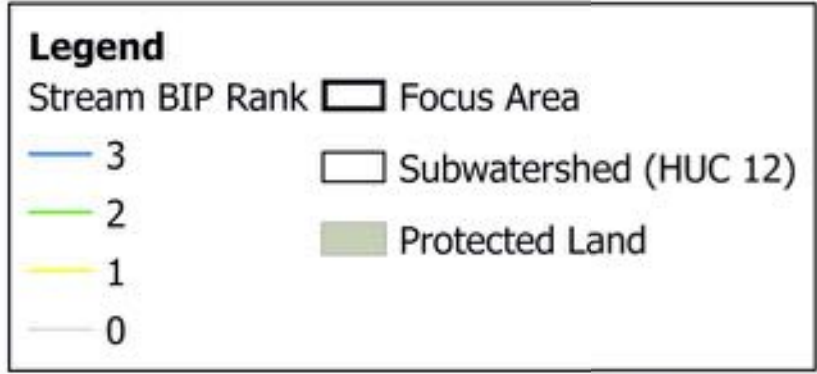 Legend
Stream BIP Rank
3
2
1
0
Focus Area
Subwatershed (HUC 12)
Protected Land